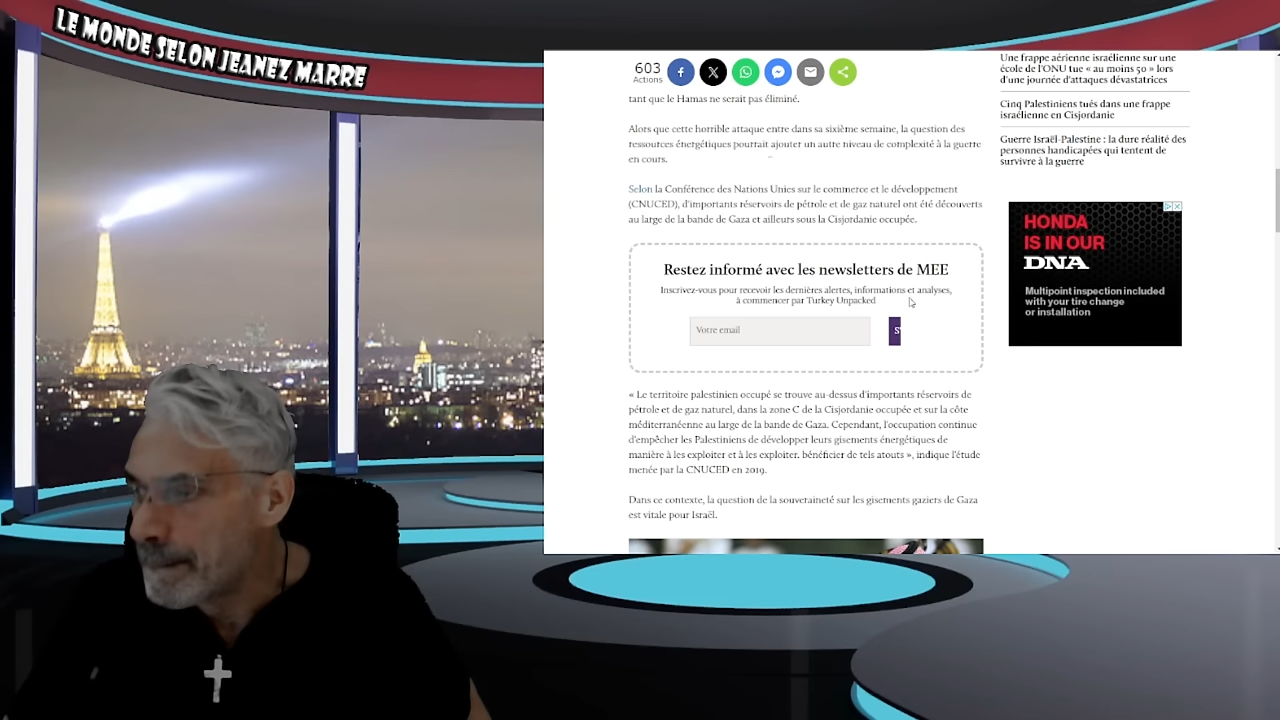 LE MONDE SELON JEANEZ MARRE
603
Actions
tant que le Hamas ne serait pas éliminé.
Alors que cette horrible attaque entre dans sa sixième semaine, la question des
ressources énergétiques pourrait ajouter un autre niveau de complexité à la guerre
en cours.
Selon la Conférence des Nations Unies sur le commerce et le développement
(CNUCED), d'importants réservoirs de pétrole et de gaz naturel ont été découverts
au large de la bande de Gaza et ailleurs sous la Cisjordanie occupée.
Restez informé avec les newsletters de MEE
Inscrivez-vous pour recevoir les dernières alertes, informations et analyses,
à commencer par Turkey Unpacked
Votre email
S'
« Le territoire palestinien occupé se trouve au-dessus d'importants réservoirs de
pétrole et de gaz naturel, dans la zone C de la Cisjordanie occupée et sur la côte
méditerranéenne au large de la bande de Gaza. Cependant, l'occupation continue
d'empêcher les Palestiniens de développer leurs gisements énergétiques de
manière à les exploiter et à les exploiter. bénéficier de tels atouts », indique l'étude
menée par la CNUCED en 2019.
Dans ce contexte, la question de la souveraineté sur les gisements gaziers de Gaza
est vitale pour Israël.
Une frappe aérienne israélienne sur une
école de l'ONU tue « au moins 50 » lors
d'une journée d'attaques dévastatrices
Cinq Palestiniens tués dans une frappe
israélienne en Cisjordanie
Guerre Israël-Palestine : la dure réalité des
personnes handicapées qui tentent de
survivre à la guerre
HONDA
IS IN OUR
DNA
Multipoint inspection included
with your tire change
or installation